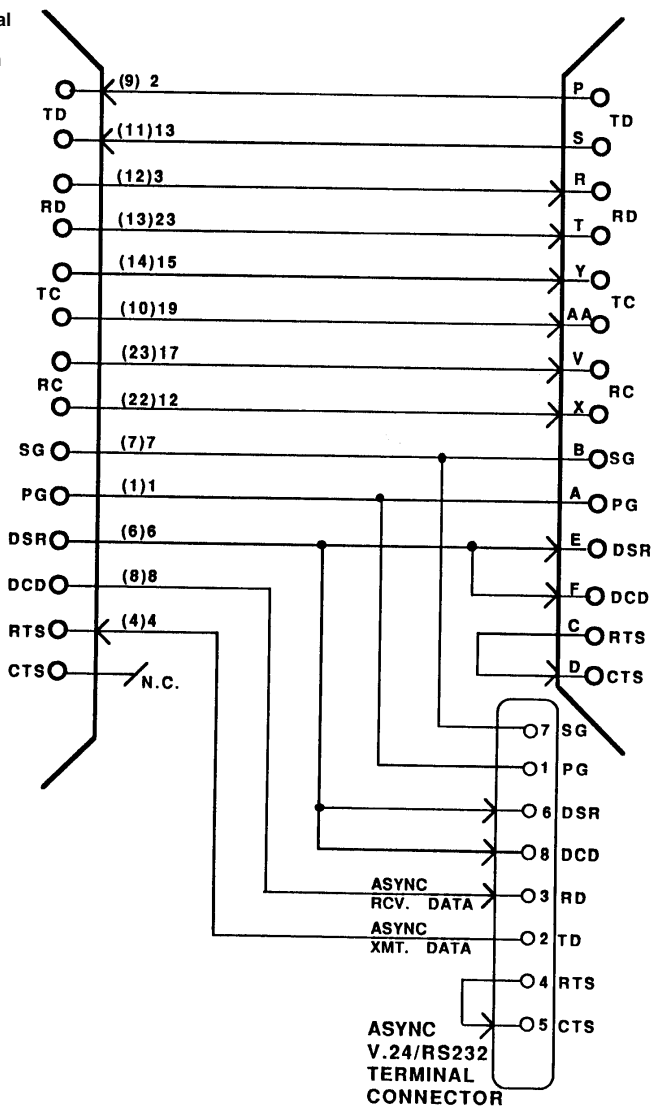 al
(9) 2 P
TD TD
(11)13 S
(12)3 R
RD RD
(13)23 T
(14)15 Y
TC TC
(10)19 AA
(23)17 V
RC RC
(22)12 X
SG (7)7 B SG
PG (1)1 A PG
DSR (6)6 E DSR
DCD (8)8 F DCD
RTS (4)4 C RTS
CTS N.C. D CTS
7 SG
1 PG
6 DSR
8 DCD
ASYNC
RCV. DATA 3 RD
ASYNC
XMT. DATA 2 TD
4 RTS
5 CTS
ASYNC
V.24/RS232
TERMINAL
CONNECTOR